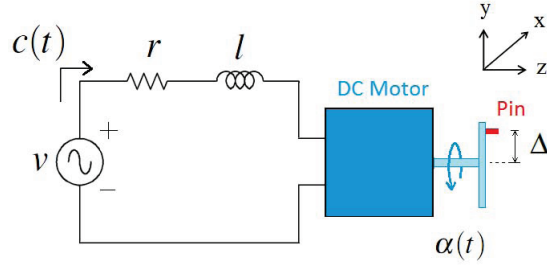 c(t)
r
l
y
x
z
DC Motor
Pin
Δ
+
v
−
α(t)